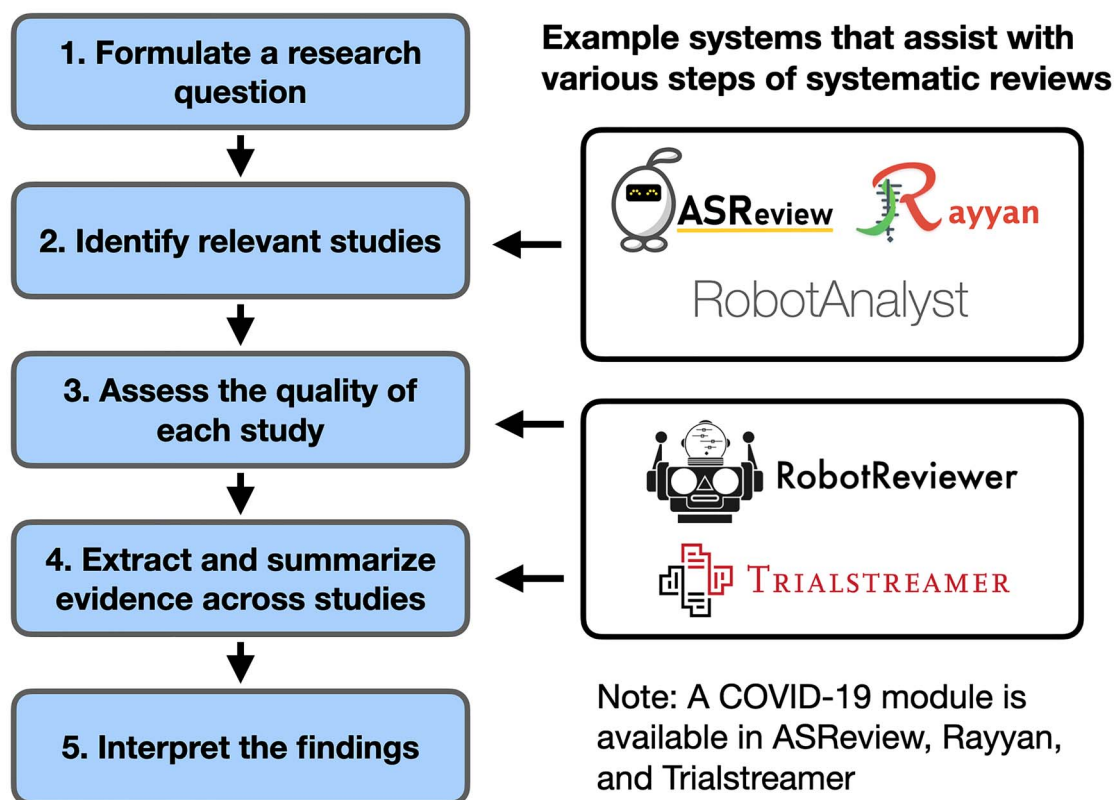 1. Formulate a research
question
2. Identify relevant studies
3. Assess the quality of
each study
4. Extract and summarize
evidence across studies
5. Interpret the findings
Example systems that assist with
various steps of systematic reviews
ASReview
Rayyan
RobotAnalyst
RobotReviewer
TRIALSTREAMER
Note: A COVID-19 module is
available in ASReview, Rayyan,
and Trialstreamer